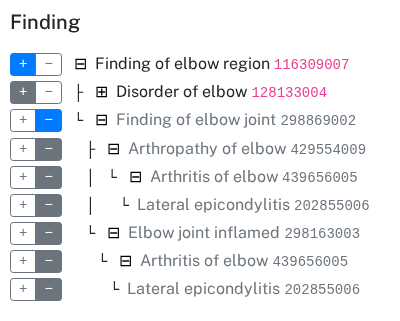 Finding
+ − ⊟ Finding of elbow region 116309007
+ − ├ ⊞ Disorder of elbow 128133004
+ − └ ⊟ Finding of elbow joint 298869002
+ − ├ ⊟ Arthropathy of elbow 429554009
+ − │ └ ⊟ Arthritis of elbow 439656005
+ − │ └ Lateral epicondylitis 202855006
+ − └ ⊟ Elbow joint inflamed 298163003
+ − └ ⊟ Arthritis of elbow 439656005
+ − └ Lateral epicondylitis 202855006